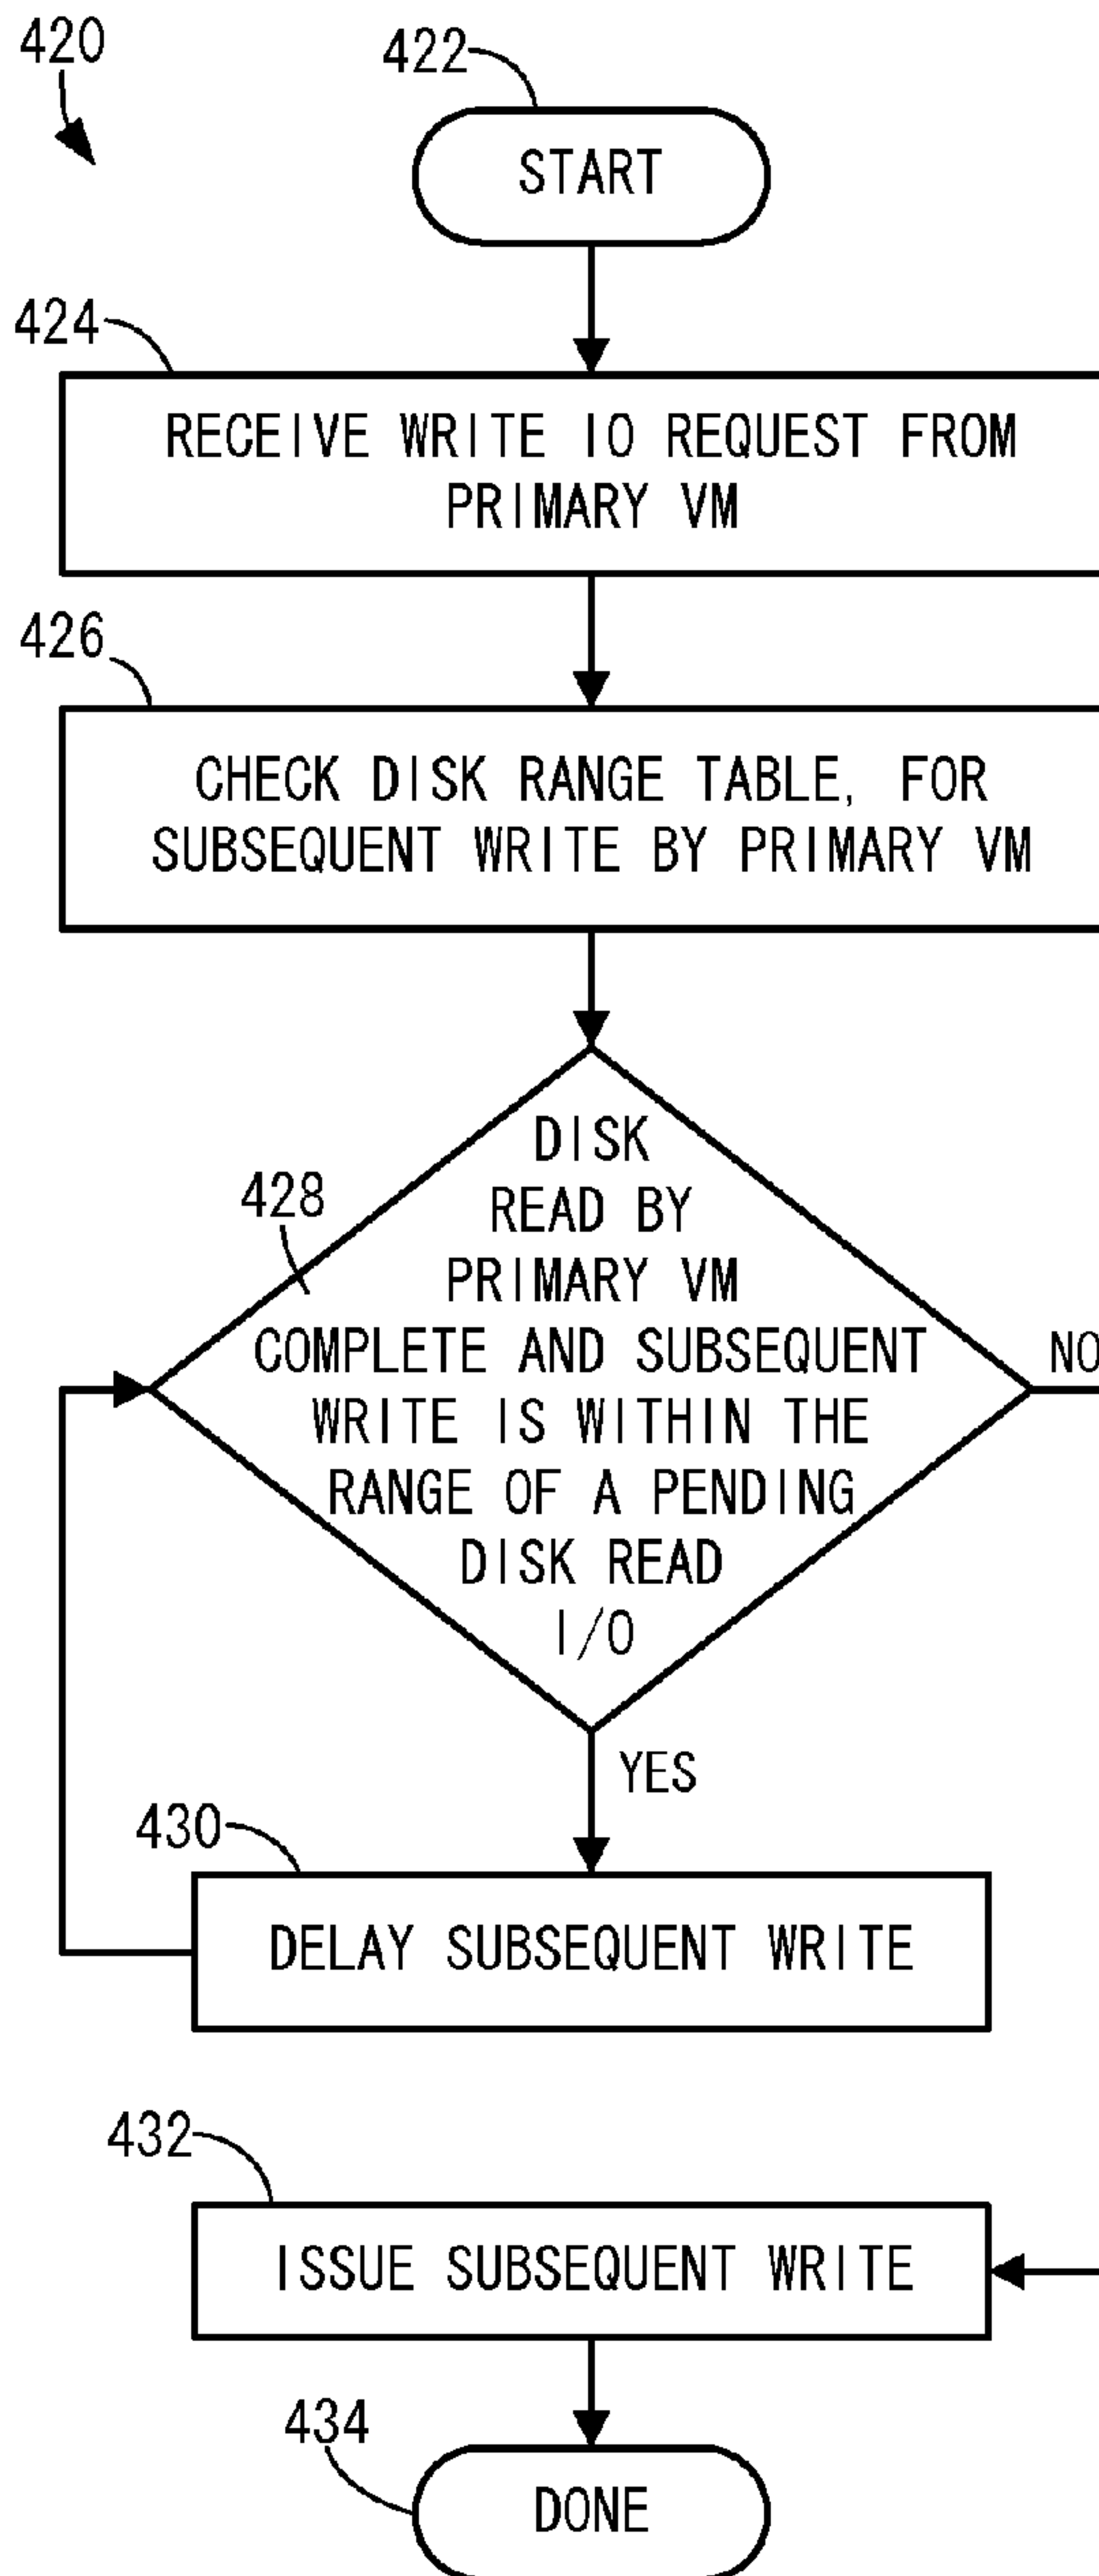 420
422
START
424
RECEIVE WRITE IO REQUEST FROM
PRIMARY VM
426
CHECK DISK RANGE TABLE, FOR
SUBSEQUENT WRITE BY PRIMARY VM
428
DISK
READ BY
PRIMARY VM
COMPLETE AND SUBSEQUENT
WRITE IS WITHIN THE
RANGE OF A PENDING
DISK READ
I/O
NO
YES
430
DELAY SUBSEQUENT WRITE
432
ISSUE SUBSEQUENT WRITE
434
DONE